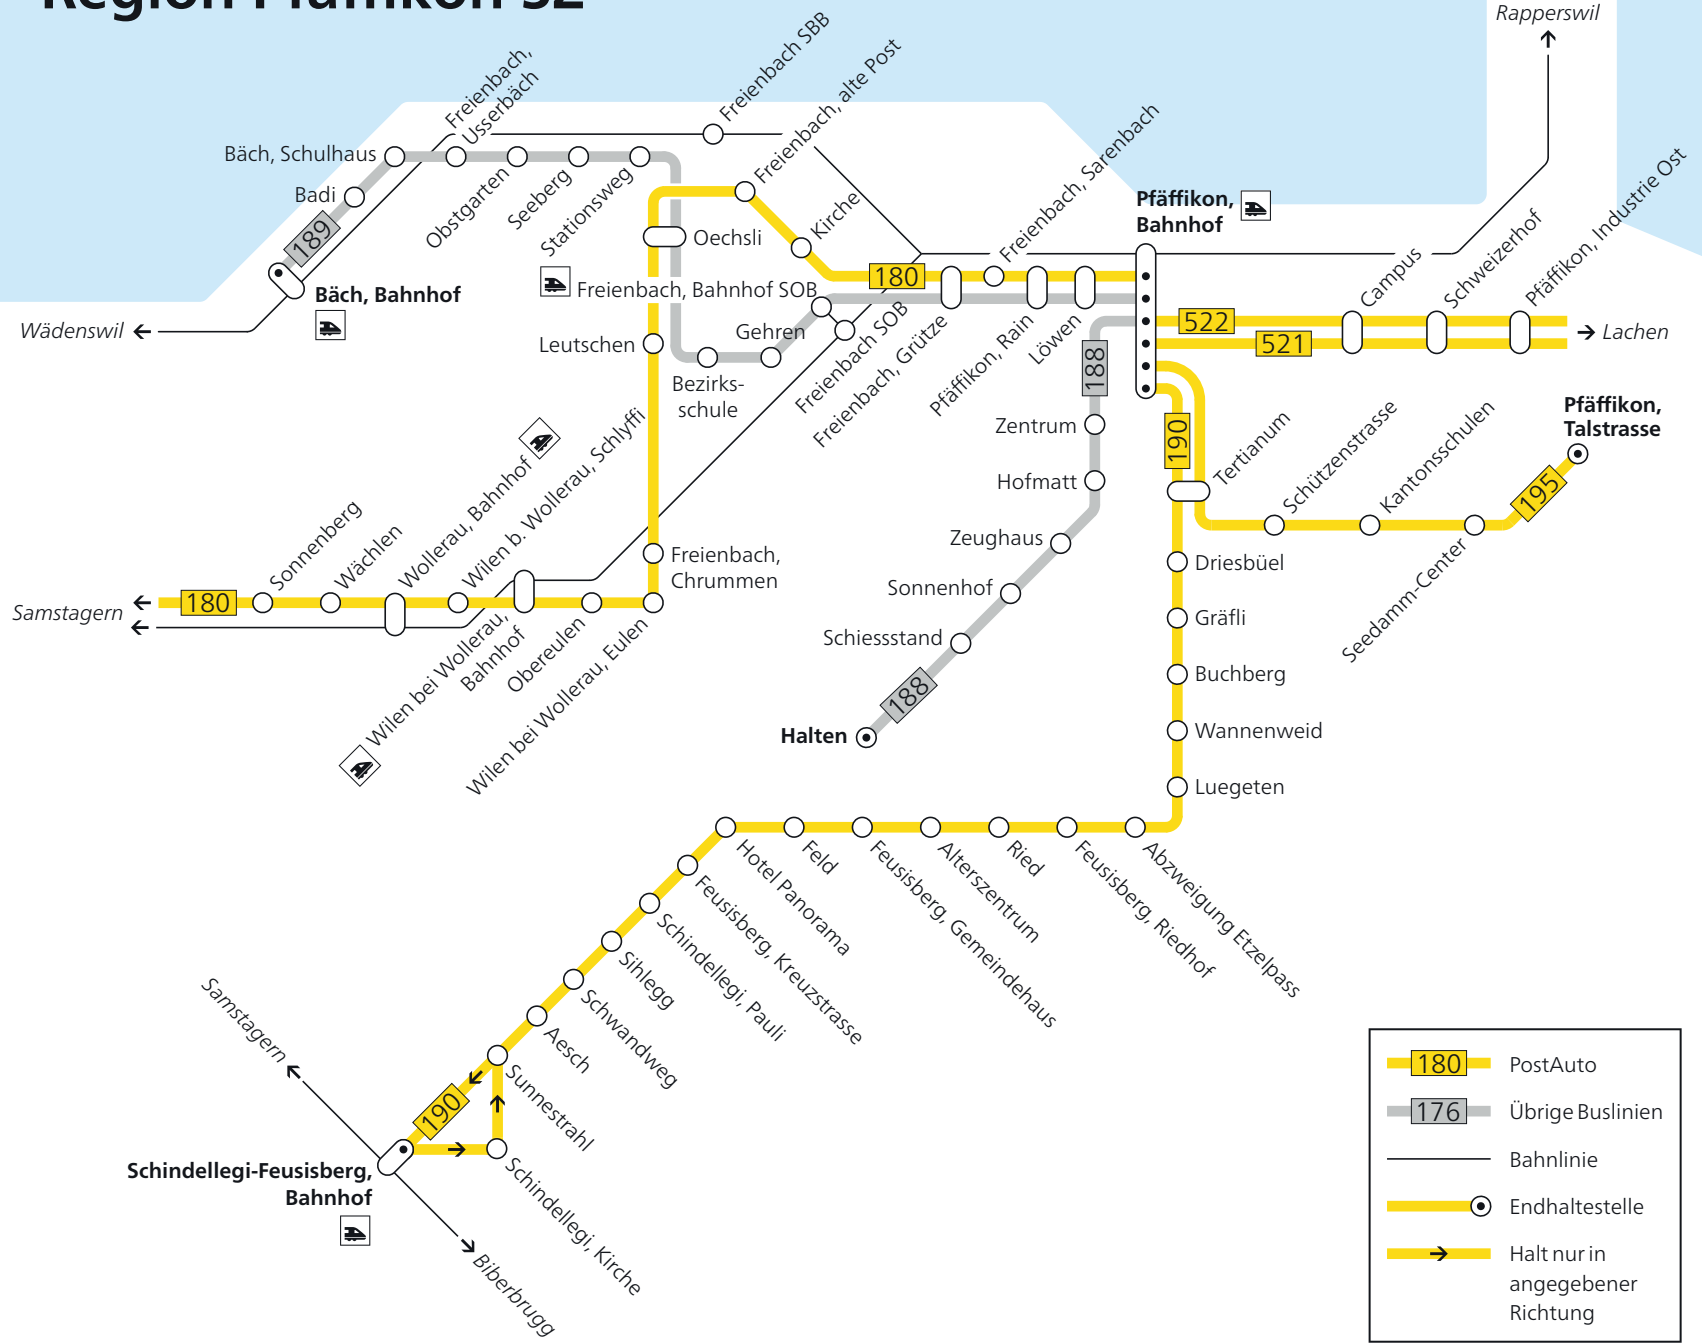 Region Pfäffikon SZ
Rapperswil
Freienbach SBB
Freienbach,
Usserbäch
Freienbach, alte Post
Bäch, Schulhaus
Badi
189
Obstgarten
Seeberg
Stationsweg
Oechsli
Kirche
Freienbach, Sarenbach
Pfäffikon,
Bahnhof
Campus
Schweizerhof
Pfäffikon, Industrie Ost
Bäch, Bahnhof
Wädenswil
Freienbach, Bahnhof SOB
180
522
521
Lachen
Leutschen
Gehren
Bezirks-
schule
Freienbach SOB
Freienbach, Grütze
Pfäffikon, Rain
Löwen
188
Zentrum
Hofmatt
Zeughaus
Sonnenhof
Schiessstand
188
Halten
190
Tertianum
Schützenstrasse
Kantonsschulen
Seedamm-Center
195
Pfäffikon,
Talstrasse
Sonnenberg
Wächlen
Wollerau, Bahnhof
Wilen b. Wollerau, Schlyffi
Freienbach,
Chrummen
180
Samstagern
Wilen bei Wollerau,
Bahnhof
Obereulen
Wilen bei Wollerau, Eulen
Driesbüel
Gräfli
Buchberg
Wannenweid
Luegeten
Abzweigung Etzelpass
Feusisberg, Riedhof
Ried
Alterszentrum
Feusisberg, Gemeindehaus
Feld
Hotel Panorama
Feusisberg, Kreuzstrasse
Schindellegi, Pauli
Sihlegg
Schwandweg
Aesch
Sunnestrahl
190
Schindellegi, Kirche
Samstagern
Schindellegi-Feusisberg,
Bahnhof
Biberbrugg
180 PostAuto
176 Übrige Buslinien
Bahnlinie
Endhaltestelle
Halt nur in
angegebener
Richtung